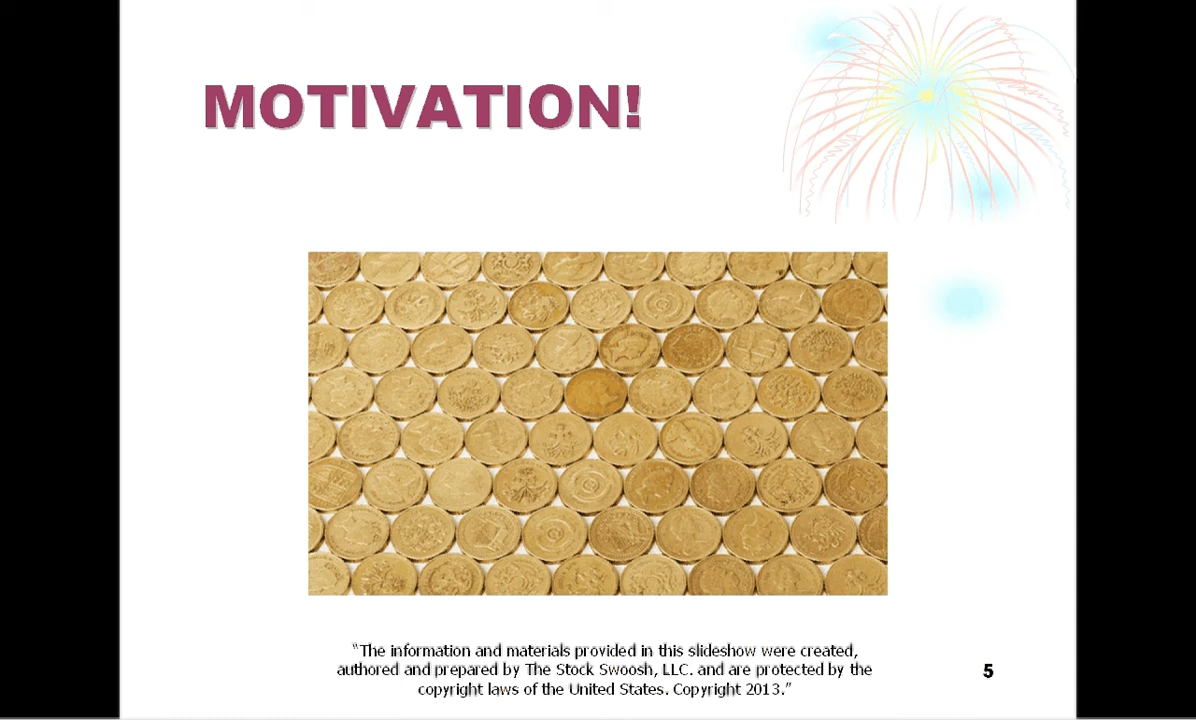 MOTIVATION!
“The information and materials provided in this slideshow were created,
authored and prepared by The Stock Swoosh, LLC. and are protected by the
copyright laws of the United States. Copyright 2013.”
5